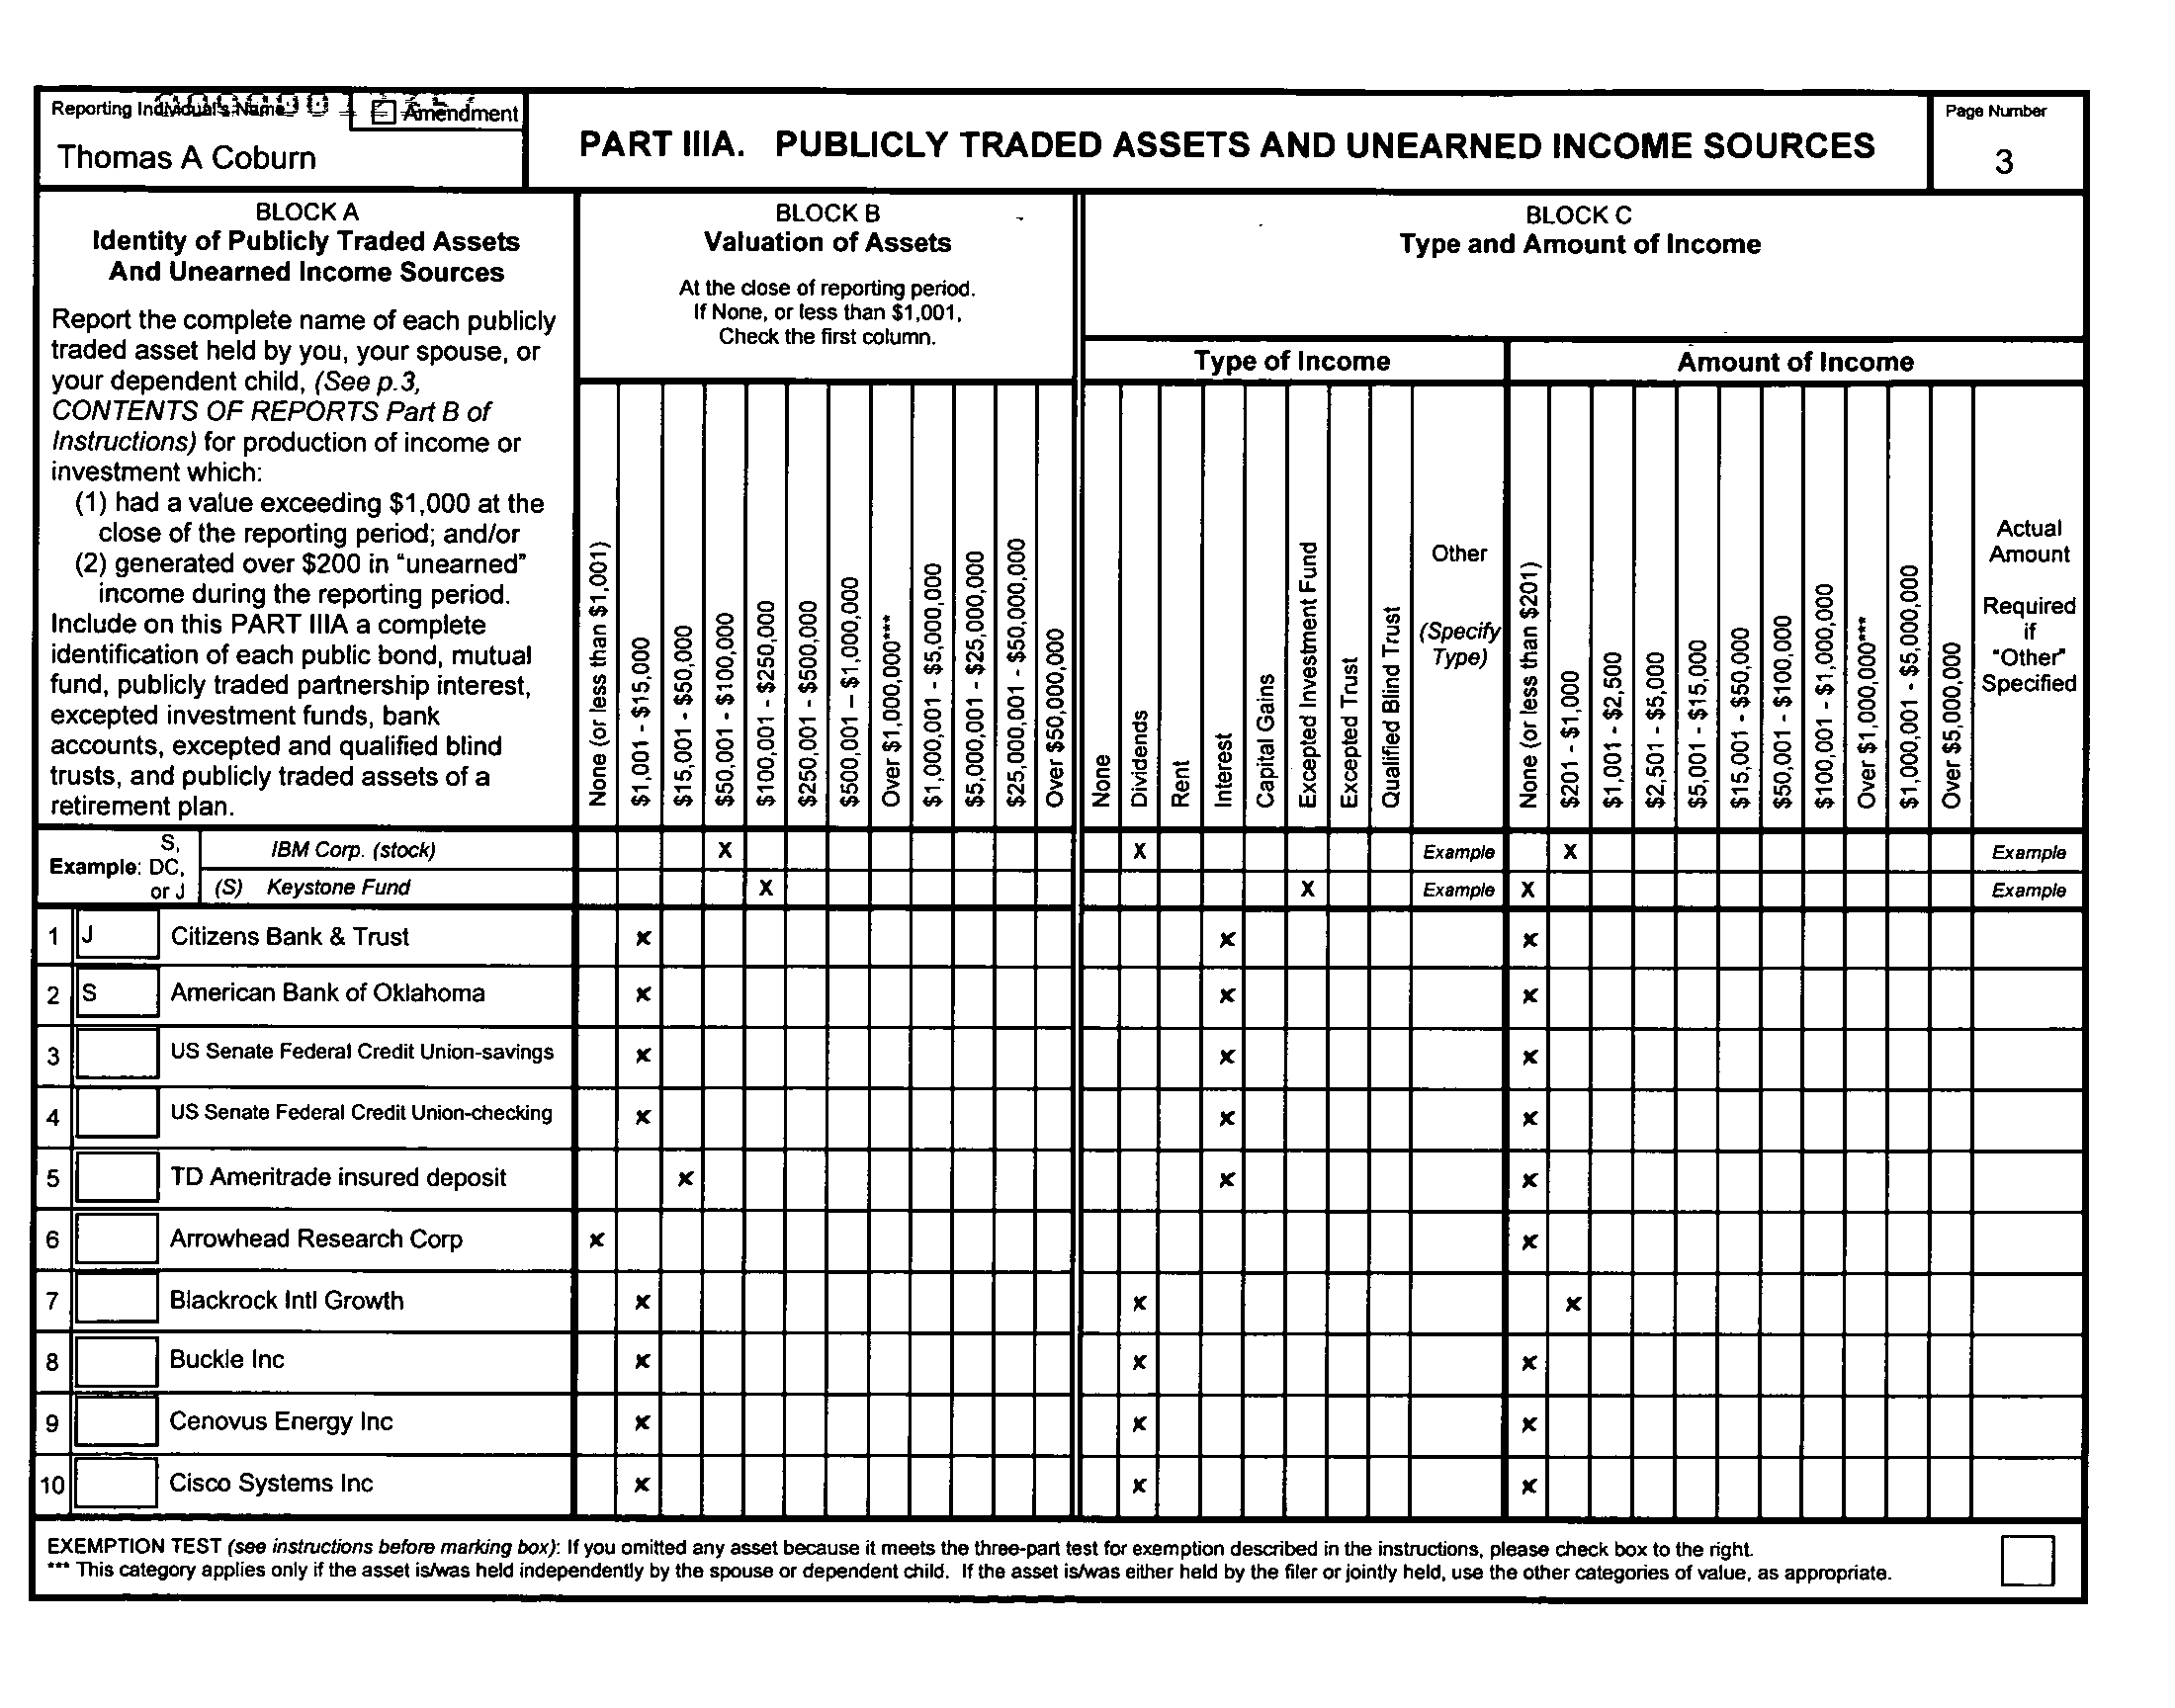 Reporting Individual's Name
Amendment
Thomas A Coburn
PART IIIA. PUBLICLY TRADED ASSETS AND UNEARNED INCOME SOURCES
Page Number
3
BLOCK A
Identity of Publicly Traded Assets
And Unearned Income Sources
Report the complete name of each publicly
traded asset held by you, your spouse, or
your dependent child, (See p.3,
CONTENTS OF REPORTS Part B of
Instructions) for production of income or
investment which:
(1) had a value exceeding $1,000 at the
close of the reporting period; and/or
(2) generated over $200 in "unearned"
income during the reporting period.
Include on this PART IIIA a complete
identification of each public bond, mutual
fund, publicly traded partnership interest,
excepted investment funds, bank
accounts, excepted and qualified blind
trusts, and publicly traded assets of a
retirement plan.
BLOCK B
Valuation of Assets
At the close of reporting period.
If None, or less than $1,001,
Check the first column.
None (or less than $1,001)
$1,001 - $15,000
$15,001 - $50,000
$50,001 - $100,000
$100,001 - $250,000
$250,001 - $500,000
$500,001 – $1,000,000
Over $1,000,000***
$1,000,001 - $5,000,000
$5,000,001 - $25,000,000
$25,000,001 - $50,000,000
Over $50,000,000
BLOCK C
Type and Amount of Income
Type of Income
None
Dividends
Rent
Interest
Capital Gains
Excepted Investment Fund
Excepted Trust
Qualified Blind Trust
Other
(Specify
Type)
Amount of Income
None (or less than $201)
$201 - $1,000
$1,001 - $2,500
$2,501 - $5,000
$5,001 - $15,000
$15,001 - $50,000
$50,001 - $100,000
$100,001 - $1,000,000
Over $1,000,000***
$1,000,001 - $5,000,000
Over $5,000,000
Actual
Amount
Required
if
"Other"
Specified
Example: S, DC, or J
IBM Corp. (stock) X X Example X Example
(S) Keystone Fund X X Example X Example
1 J Citizens Bank & Trust x x x
2 S American Bank of Oklahoma x x x
3 US Senate Federal Credit Union-savings x x x
4 US Senate Federal Credit Union-checking x x x
5 TD Ameritrade insured deposit x x x
6 Arrowhead Research Corp x x
7 Blackrock Intl Growth x x x
8 Buckle Inc x x x
9 Cenovus Energy Inc x x x
10 Cisco Systems Inc x x x
EXEMPTION TEST (see instructions before marking box): If you omitted any asset because it meets the three-part test for exemption described in the instructions, please check box to the right.
*** This category applies only if the asset is/was held independently by the spouse or dependent child. If the asset is/was either held by the filer or jointly held, use the other categories of value, as appropriate.